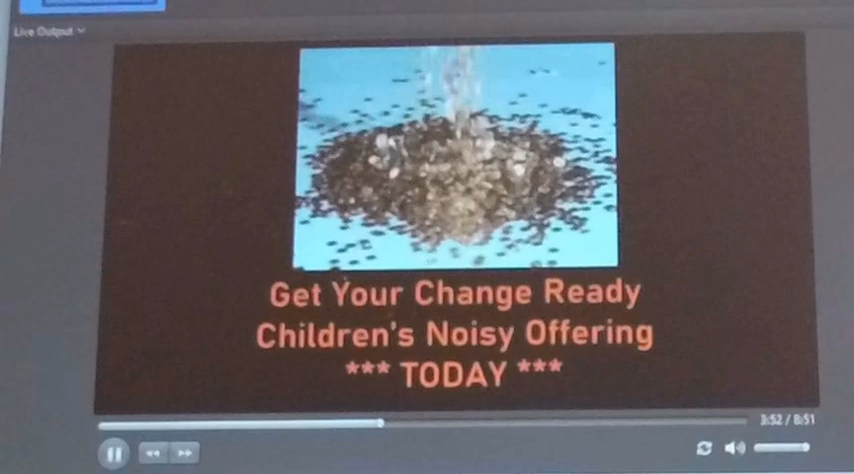 Live Output
Get Your Change Ready
Children's Noisy Offering
*** TODAY ***
3:52 / 8:51